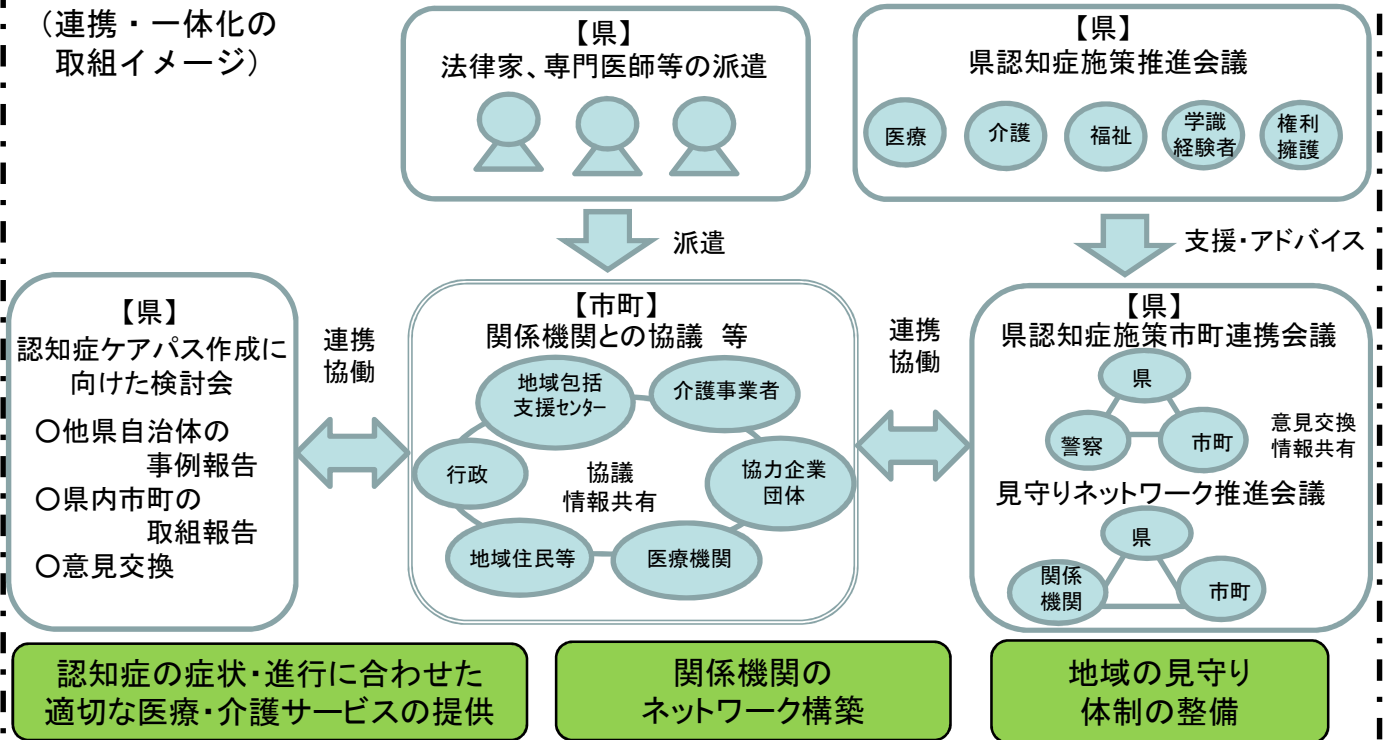 （連携・一体化の
取組イメージ）
【県】
法律家、専門医師等の派遣
【県】
県認知症施策推進会議
医療
介護
福祉
学識
経験者
権利
擁護
派遣
支援・アドバイス
【県】
認知症ケアパス作成に
向けた検討会
○他県自治体の
事例報告
○県内市町の
取組報告
○意見交換
連携
協働
【市町】
関係機関との協議　等
地域包括
支援ｾﾝﾀｰ
介護事業者
行政
協議
情報共有
協力企業
団体
地域住民等
医療機関
連携
協働
【県】
県認知症施策市町連携会議
県
警察
市町
意見交換
情報共有
見守りネットワーク推進会議
県
関係
機関
市町
認知症の症状・進行に合わせた
適切な医療・介護サービスの提供
関係機関の
ネットワーク構築
地域の見守り
体制の整備